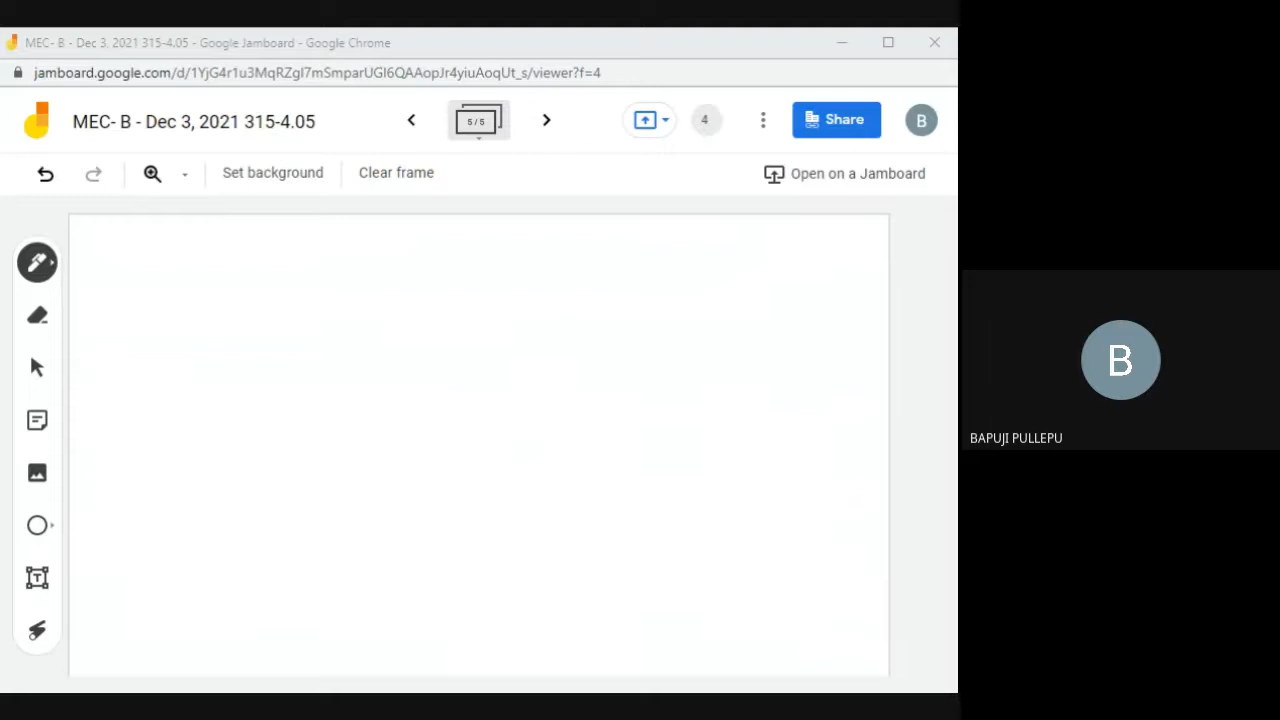 MEC- B - Dec 3, 2021 315-4.05 - Google Jamboard - Google Chrome
jamboard.google.com/d/1YjG4r1u3MqRZgI7mSmparUGI6QAAopJr4yiuAoqUt_s/viewer?f=4
MEC- B - Dec 3, 2021 315-4.05
5 / 5
4
Share
B
Set background
Clear frame
Open on a Jamboard
B
BAPUJI PULLEPU
T